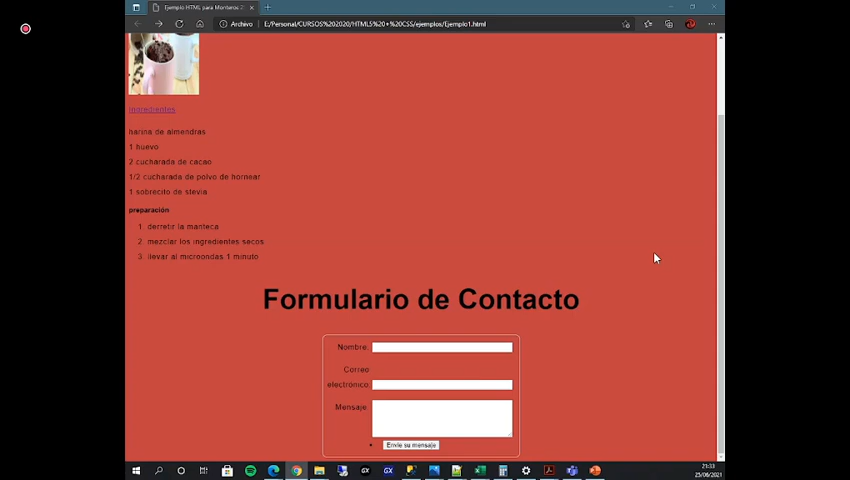 Ejemplo HTML para Monteros 2
Archivo
E:/Personal/CURSOS%202020/HTML5%20+%20CSS/ejemplos/Ejemplo1.html
ingredientes
harina de almendras
1 huevo
2 cucharada de cacao
1/2 cucharada de polvo de hornear
1 sobrecito de stevia
preparación
1. derretir la manteca
2. mezclar los ingredientes secos
3. llevar al microondas 1 minuto
Formulario de Contacto
Nombre:
Correo
electrónico:
Mensaje:
Envíe su mensaje
21:33
25/06/2021